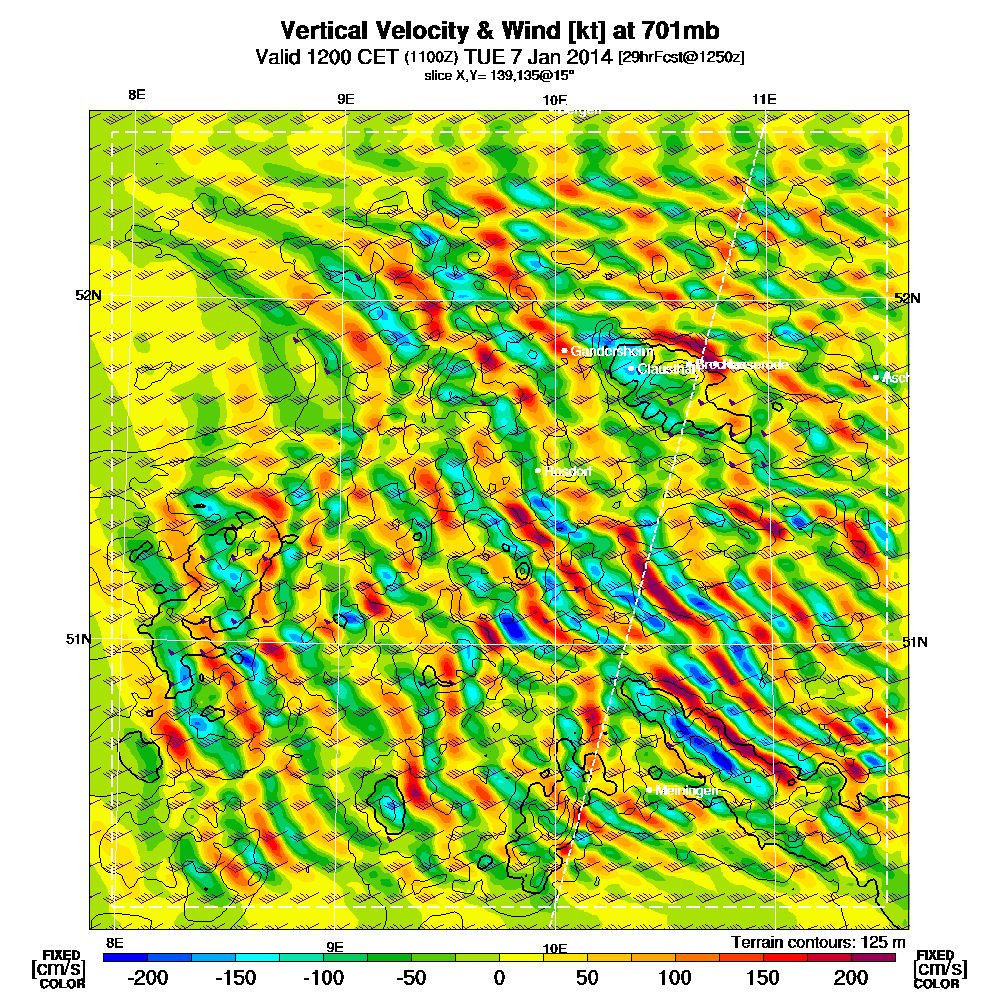 Vertical Velocity & Wind [kt] at 701mb
Valid 1200 CET (1100Z) TUE 7 Jan 2014 [29hrFcst@1250z]
slice X,Y= 139,135@15"
8E 9E 10E 11E
52N 52N
Gandersheim
Clausthal
Asch
Rosdorf
51N 51N
Meiningen
8E 9E 10E
Terrain contours: 125 m
FIXED [CM/S] COLOR
-200 -150 -100 -50 0 50 100 150 200
FIXED [CM/S] COLOR